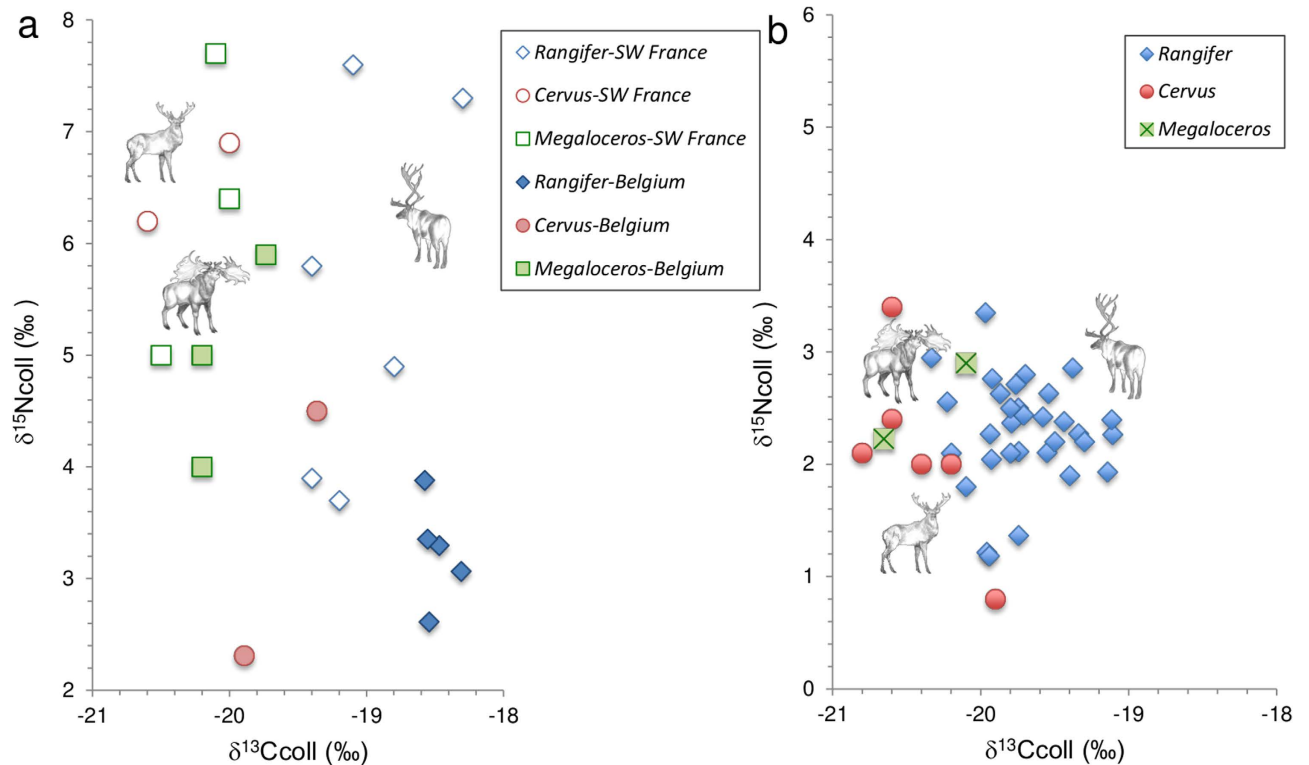 a
8
7
6
5
4
3
2
-21
-20
-19
-18
δ¹⁵Ncoll (‰ )
δ¹³Ccoll (‰)
Rangifer-SW France
Cervus-SW France
Megaloceros-SW France
Rangifer-Belgium
Cervus-Belgium
Megaloceros-Belgium
b
6
5
4
3
2
1
0
-21
-20
-19
-18
δ¹⁵Ncoll (‰ )
δ¹³Ccoll (‰)
Rangifer
Cervus
Megaloceros